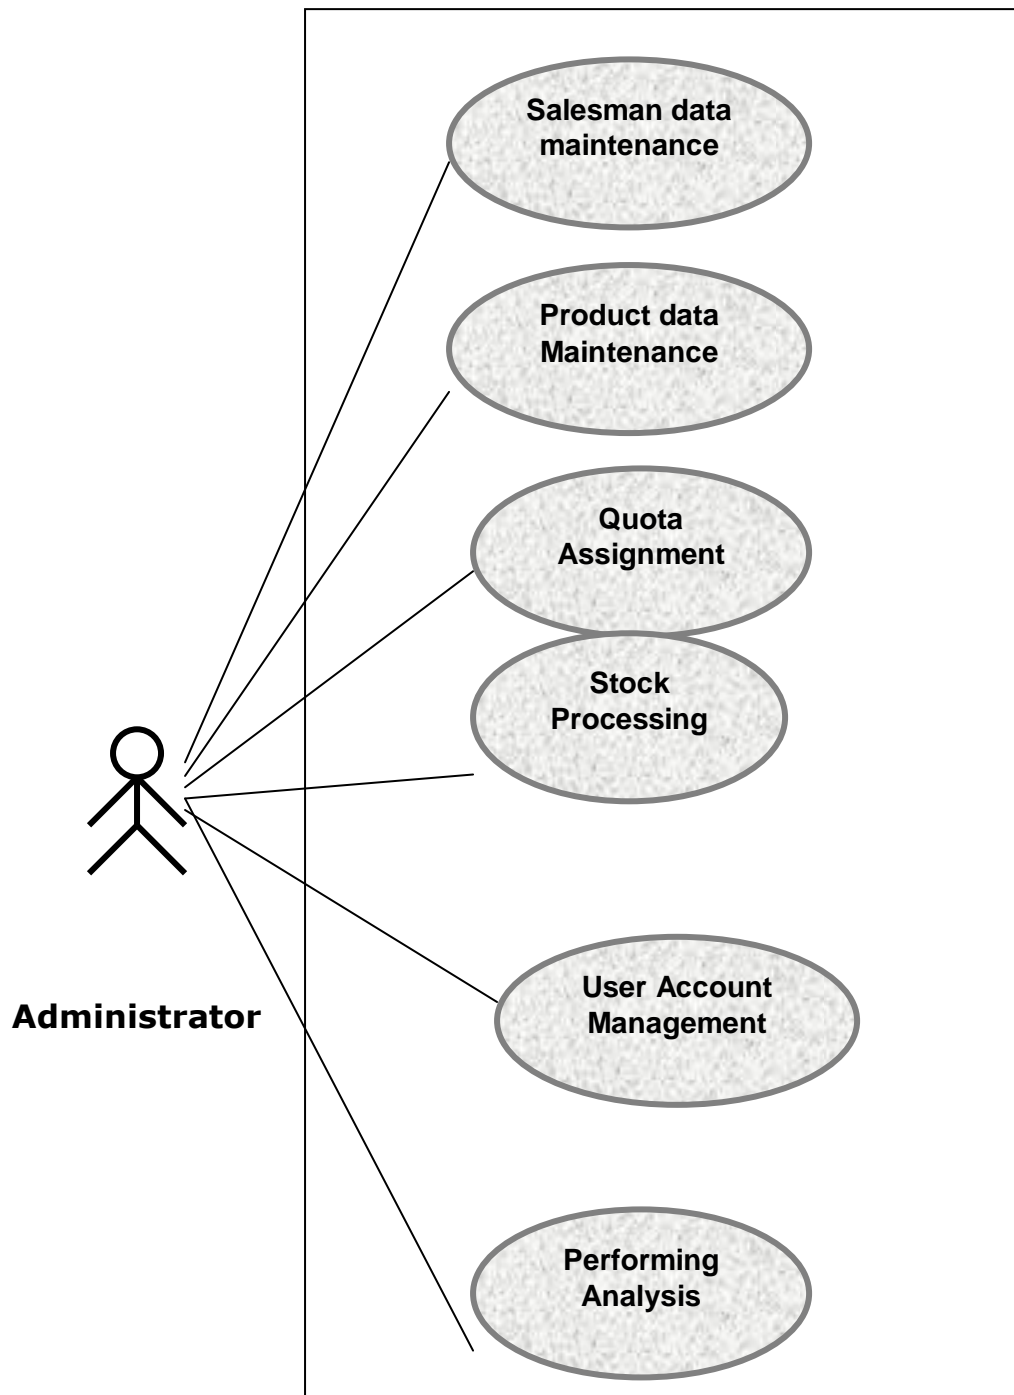 Salesman data
maintenance
Product data
Maintenance
Quota
Assignment
Stock
Processing
User Account
Management
Administrator
Performing
Analysis